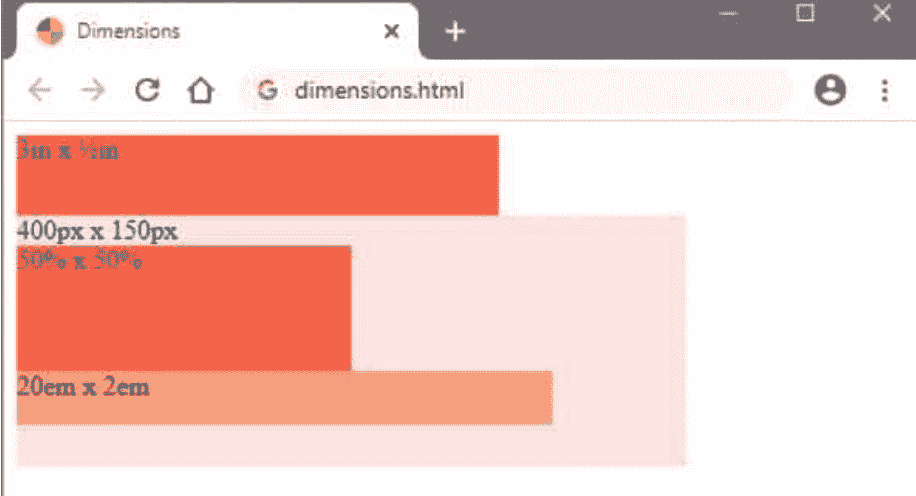 Dimensions
dimensions.html
3in x ½in
400px x 150px
50% x 50%
20em x 2em